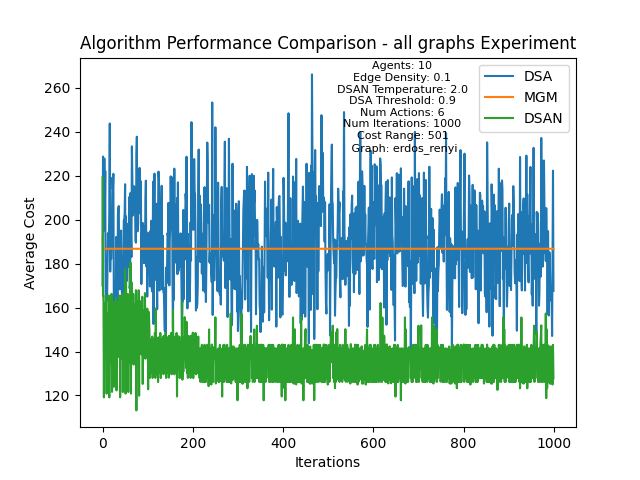 Algorithm Performance Comparison - all graphs Experiment
Agents: 10
Edge Density: 0.1
DSAN Temperature: 2.0
DSA Threshold: 0.9
Num Actions: 6
Num Iterations: 1000
Cost Range: 501
Graph: erdos_renyi
DSA
MGM
DSAN
Average Cost
260
240
220
200
180
160
140
120
0
200
400
600
800
1000
Iterations